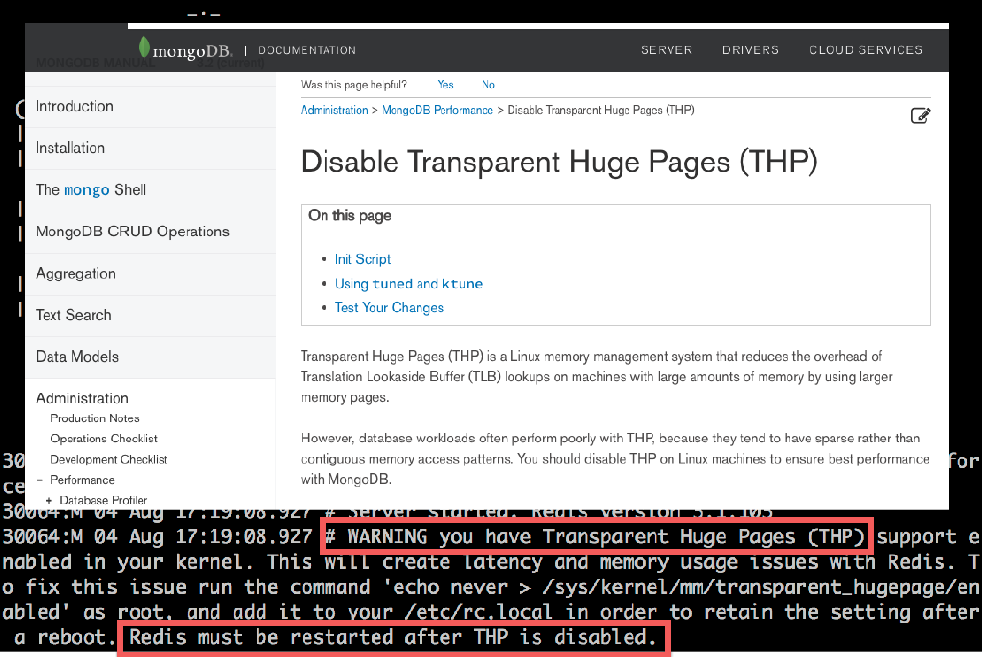 mongoDB. | DOCUMENTATION
SERVER DRIVERS CLOUD SERVICES
MONGODB MANUAL 3.2 (current)
Introduction
Installation
The mongo Shell
MongoDB CRUD Operations
Aggregation
Text Search
Data Models
Administration
Production Notes
Operations Checklist
Development Checklist
− Performance
+ Database Profiler
Was this page helpful? Yes No
Administration > MongoDB Performance > Disable Transparent Huge Pages (THP)
Disable Transparent Huge Pages (THP)
On this page
• Init Script
• Using tuned and ktune
• Test Your Changes
Transparent Huge Pages (THP) is a Linux memory management system that reduces the overhead of
Translation Lookaside Buffer (TLB) lookups on machines with large amounts of memory by using larger
memory pages.
However, database workloads often perform poorly with THP, because they tend to have sparse rather than
contiguous memory access patterns. You should disable THP on Linux machines to ensure best performance
with MongoDB.
30 for
ce
30064:M 04 Aug 17:19:08.927 # Server started, Redis version 3.1.103
30064:M 04 Aug 17:19:08.927 # WARNING you have Transparent Huge Pages (THP) support e
nabled in your kernel. This will create latency and memory usage issues with Redis. T
o fix this issue run the command 'echo never > /sys/kernel/mm/transparent_hugepage/en
abled' as root, and add it to your /etc/rc.local in order to retain the setting after
a reboot. Redis must be restarted after THP is disabled.